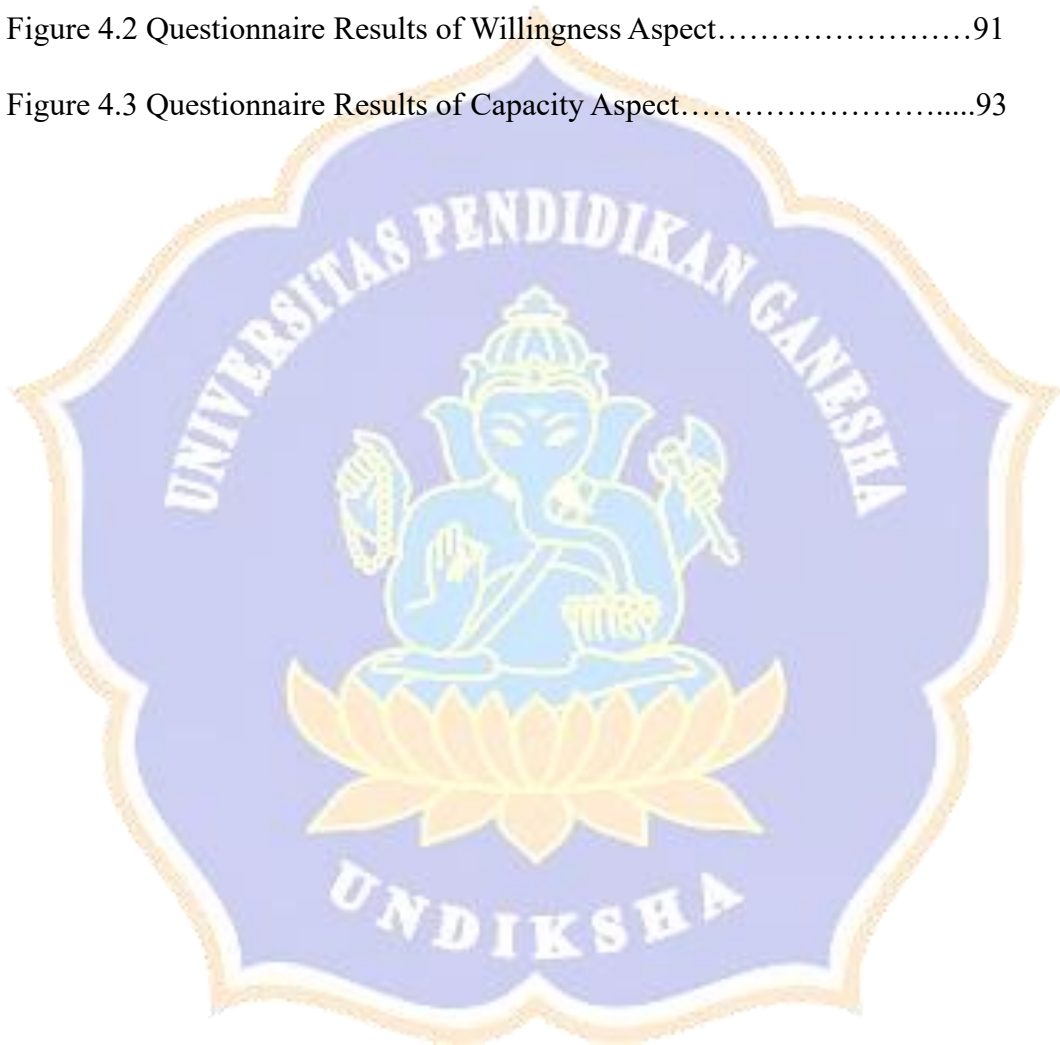 Figure 4.2 Questionnaire Results of Willingness Aspect……………………91
Figure 4.3 Questionnaire Results of Capacity Aspect…………………….....93
UNIVERSITAS PENDIDIKAN GANESHA
UNDIKSHA